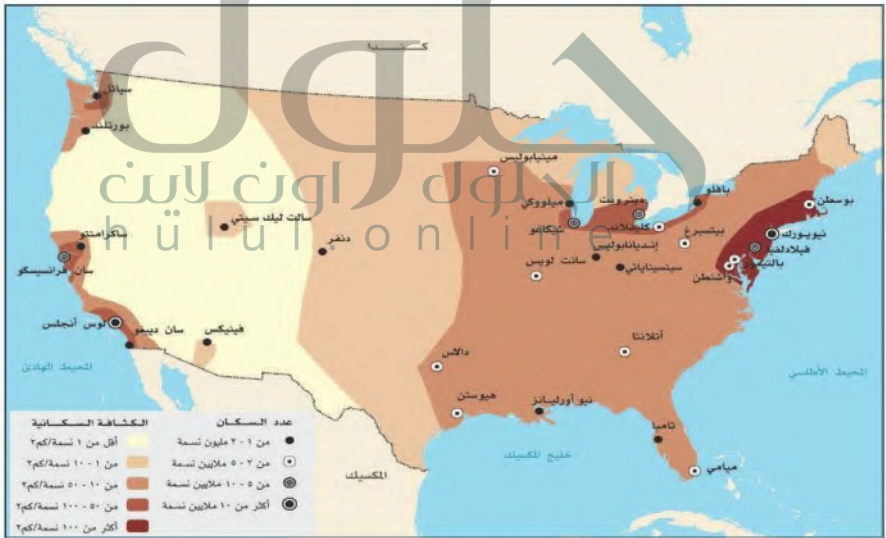 حلول
الحلول اون لاين
hulul.online
كنندا
سياتل
بورتلند
مينيابوليس
ميلووكي
ديترويت
بافلو
بوسطن
سالت ليك سيتي
شيكاغو
كليفلاند
بيتسبرغ
نيويورك
ساكرامنتو
دنفر
إنديانابوليس
فيلادلفيا
سان فرانسيسكو
سانت لويس
سينسيناتي
بالتيمور
واشنطن
لوس أنجلس
سان دييغو
فينيكس
أتلانتا
المحيط الهادئ
دالاس
المحيط الأطلسي
هيوستن
نيو أورليانز
تامبا
خليج المكسيك
المكسيك
ميامي
عدد السكان
من ١ - ٢ مليون نسمة
من ٢ - ٥ ملايين نسمة
من ٥ - ١٠ ملايين نسمة
أكثر من ١٠ ملايين نسمة
الكثافة السكانية
أقل من ١ نسمة/كم٢
من ١ - ١٠ نسمة/كم٢
من ١٠ - ٥٠ نسمة/كم٢
من ٥٠ - ١٠٠ نسمة/كم٢
أكثر من ١٠٠ نسمة/كم٢